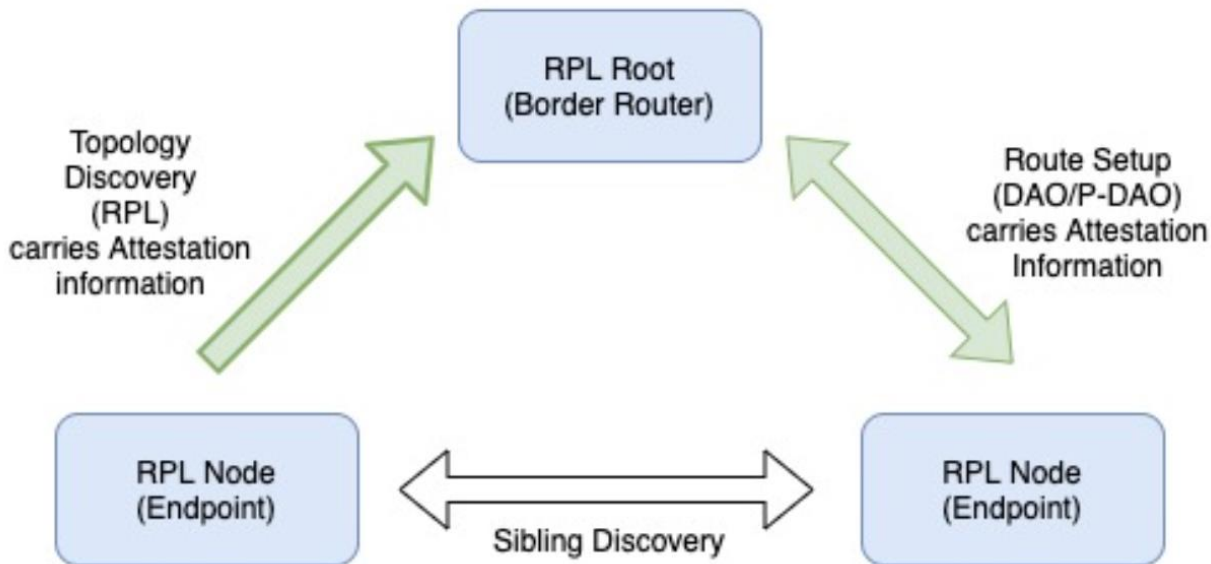 RPL Root
(Border Router)
Topology
Discovery
(RPL)
carries Attestation
information
Route Setup
(DAO/P-DAO)
carries Attestation
Information
RPL Node
(Endpoint)
Sibling Discovery
RPL Node
(Endpoint)